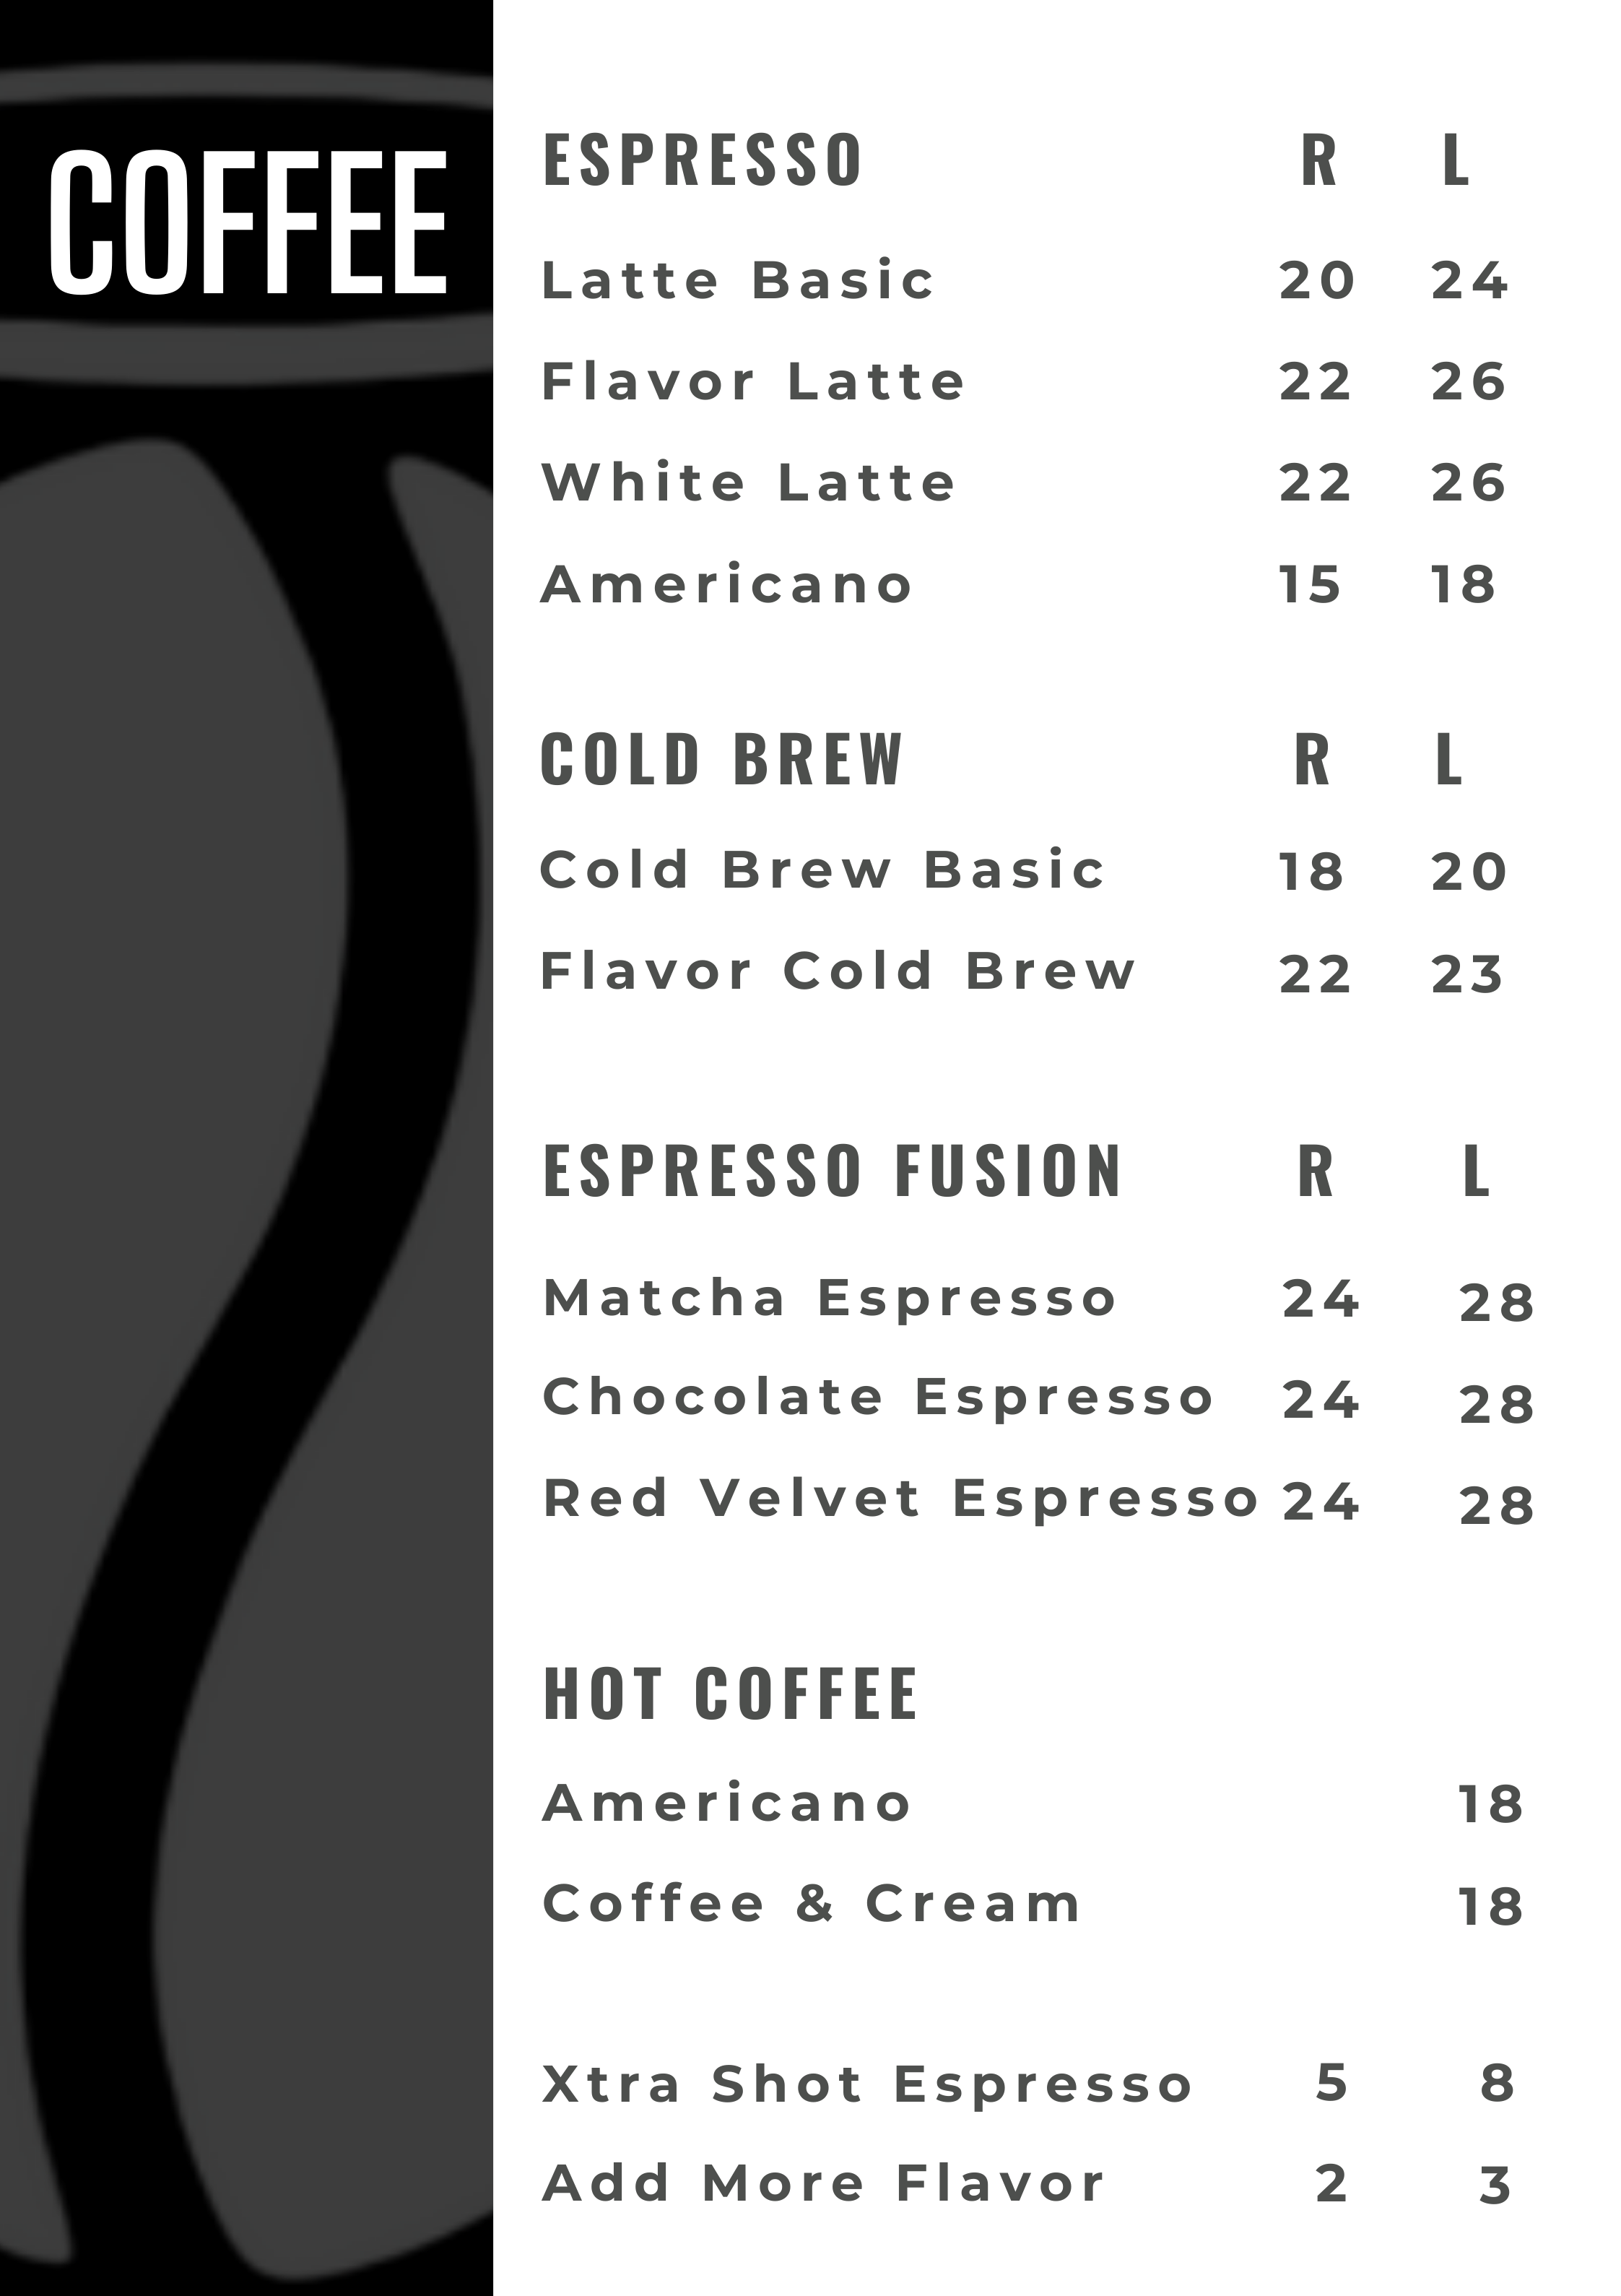 COFFEE
ESPRESSO R L
Latte Basic 20 24
Flavor Latte 22 26
White Latte 22 26
Americano 15 18
COLD BREW R L
Cold Brew Basic 18 20
Flavor Cold Brew 22 23
ESPRESSO FUSION R L
Matcha Espresso 24 28
Chocolate Espresso 24 28
Red Velvet Espresso 24 28
HOT COFFEE
Americano 18
Coffee & Cream 18
Xtra Shot Espresso 5 8
Add More Flavor 2 3